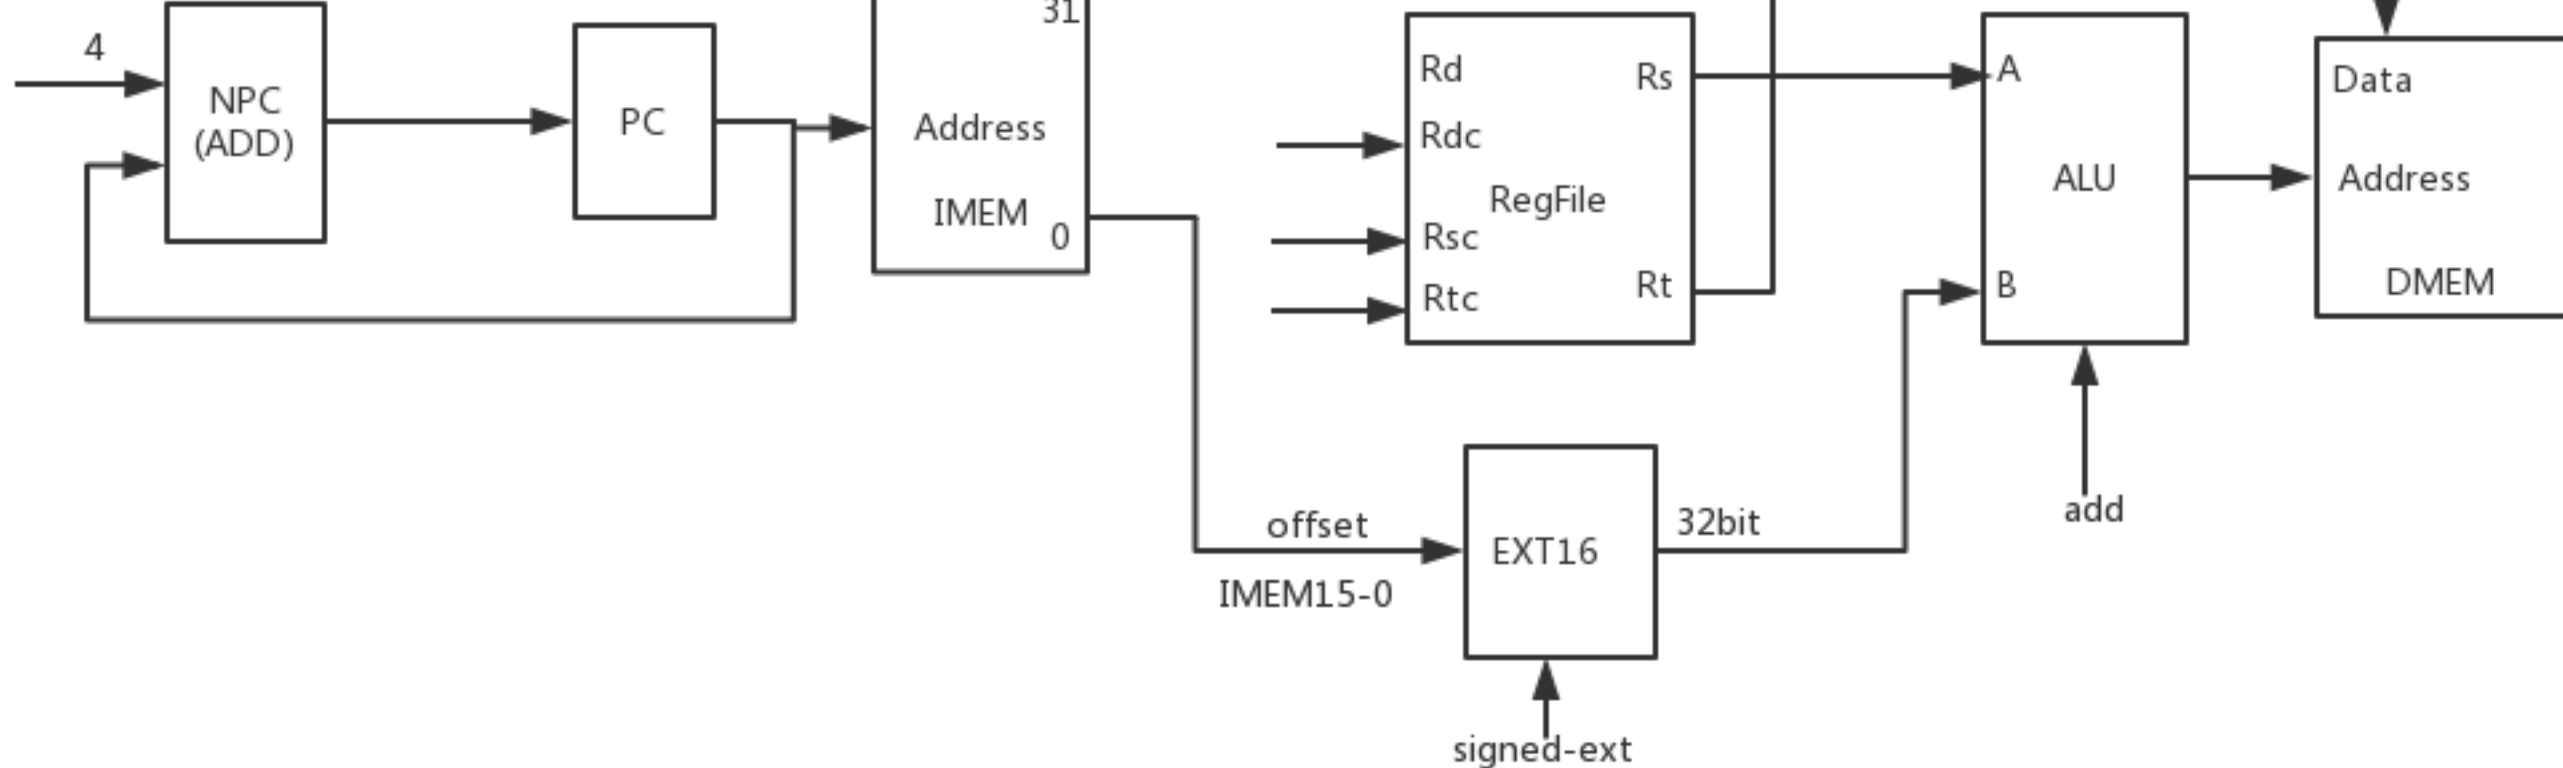 4
NPC
(ADD)
PC
31
Address
IMEM
0
Rd
Rs
Rdc
RegFile
Rsc
Rtc
Rt
A
ALU
B
add
Data
Address
DMEM
offset
IMEM15-0
EXT16
32bit
signed-ext